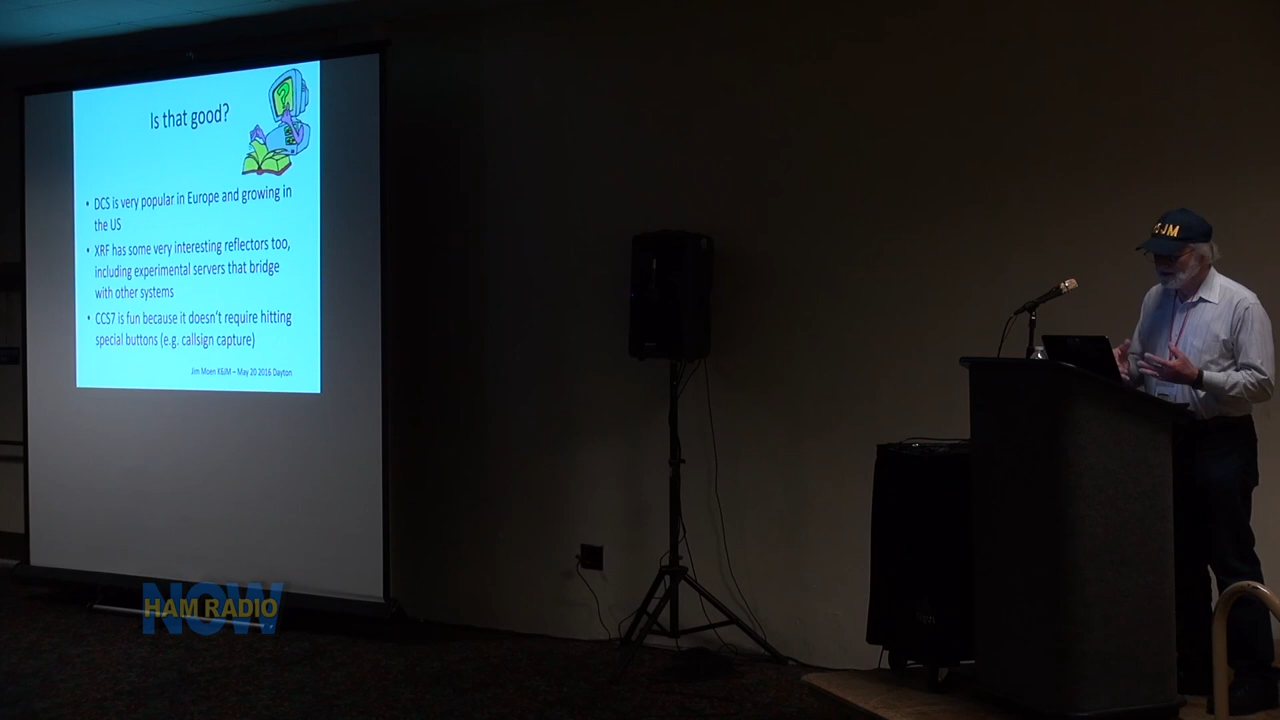 Is that good?
?
• DCS is very popular in Europe and growing in
the US
• XRF has some very interesting reflectors too,
including experimental servers that bridge
with other systems
• CCS7 is fun because it doesn't require hitting
special buttons (e.g. callsign capture)
Jim Moen K6JM – May 20 2016 Dayton
NOW
HAM RADIO